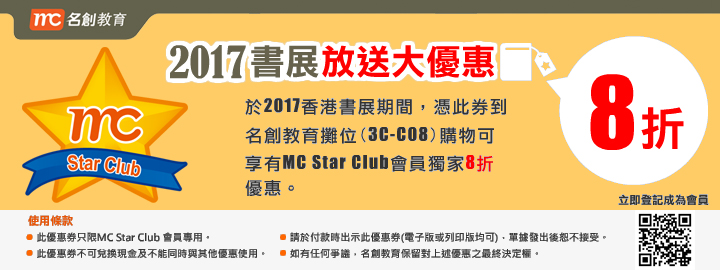 mc 名創教育
2017書展放送大優惠
mc
Star Club
於2017香港書展期間，憑此券到
名創教育攤位（3C-C08）購物可
享有MC Star Club會員獨家8折
優惠。
8折
立即登記成為會員
使用條款
此優惠券只限MC Star Club 會員專用。
此優惠券不可兌換現金及不能同時與其他優惠使用。
請於付款時出示此優惠券(電子版或列印版均可)，單據發出後恕不接受。
如有任何爭議，名創教育保留對上述優惠之最終決定權。